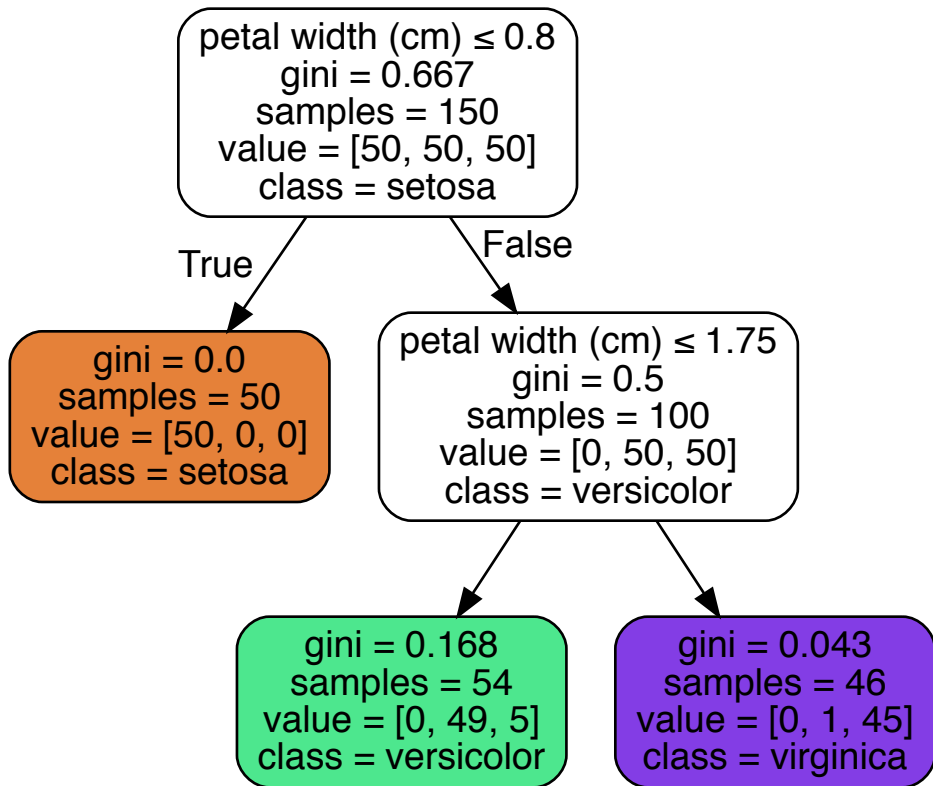 petal width (cm) ≤ 0.8
gini = 0.667
samples = 150
value = [50, 50, 50]
class = setosa
True
False
gini = 0.0
samples = 50
value = [50, 0, 0]
class = setosa
petal width (cm) ≤ 1.75
gini = 0.5
samples = 100
value = [0, 50, 50]
class = versicolor
gini = 0.168
samples = 54
value = [0, 49, 5]
class = versicolor
gini = 0.043
samples = 46
value = [0, 1, 45]
class = virginica